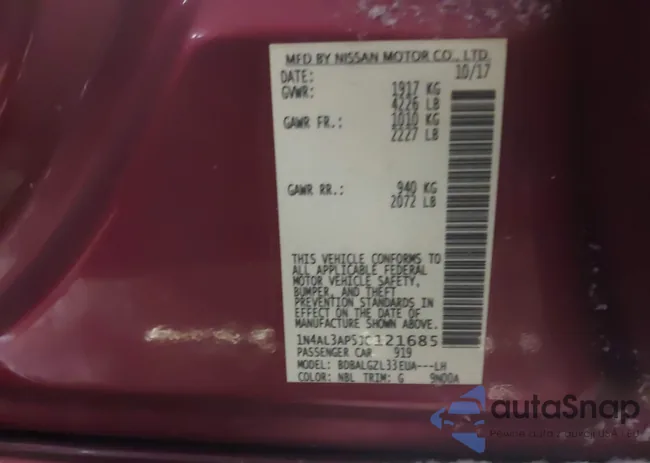 MFD BY NISSAN MOTOR CO., LTD.
DATE: 10/17
GVWR: 1917 KG
4226 LB
GAWR FR.: 1010 KG
2227 LB
GAWR RR.: 940 KG
2072 LB
THIS VEHICLE CONFORMS TO
ALL APPLICABLE FEDERAL
MOTOR VEHICLE SAFETY,
BUMPER, AND THEFT
PREVENTION STANDARDS IN
EFFECT ON THE DATE OF
MANUFACTURE SHOWN ABOVE.
1N4AL3AP5JC121685
PASSENGER CAR 919
MODEL: BDBALGZL33EUA---LH
COLOR: NBL TRIM: G 9N00A
autaSnap